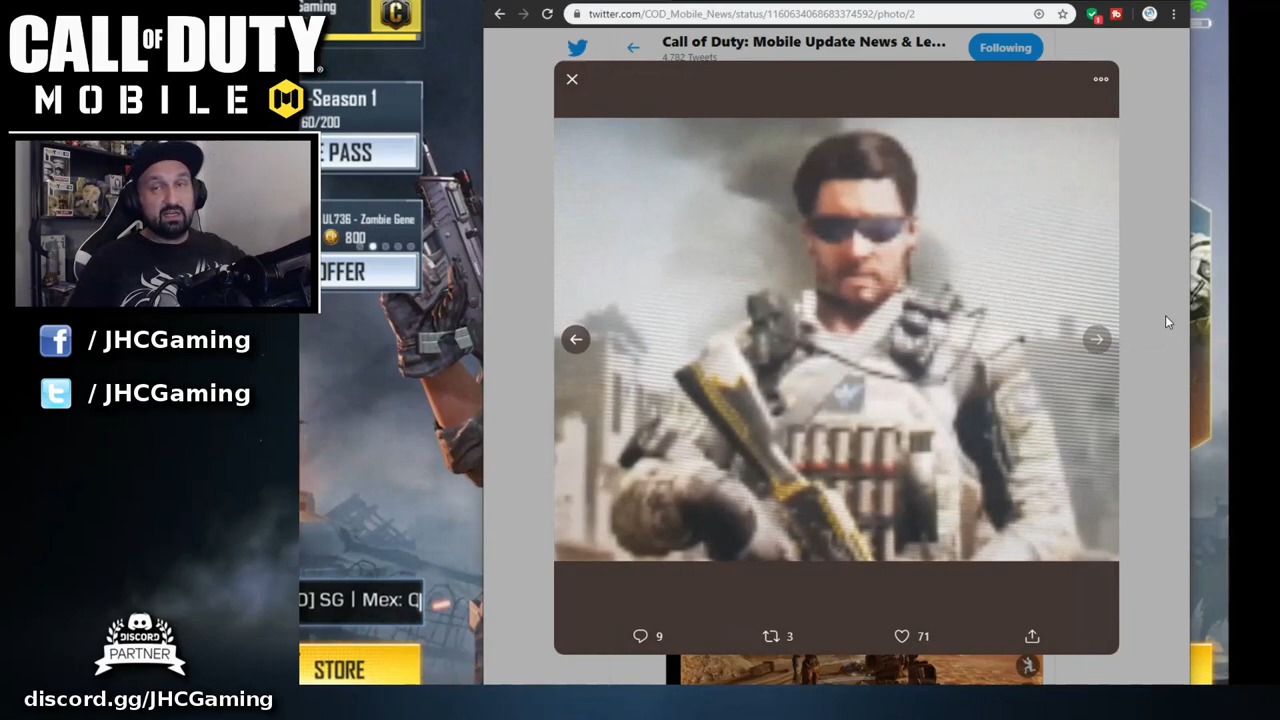 CALL OF DUTY®
MOBILE
/ JHCGaming
/ JHCGaming
DISCORD
PARTNER
discord.gg/JHCGaming
Gaming
C
-Season 1
60/200
E PASS
UL736 - Zombie Gene
800
OFFER
D] SG | Mex: Q
STORE
twitter.com/COD_Mobile_News/status/1160634068683374592/photo/2
1
Call of Duty: Mobile Update News & Le...
4,782 Tweets
Following
9
3
71